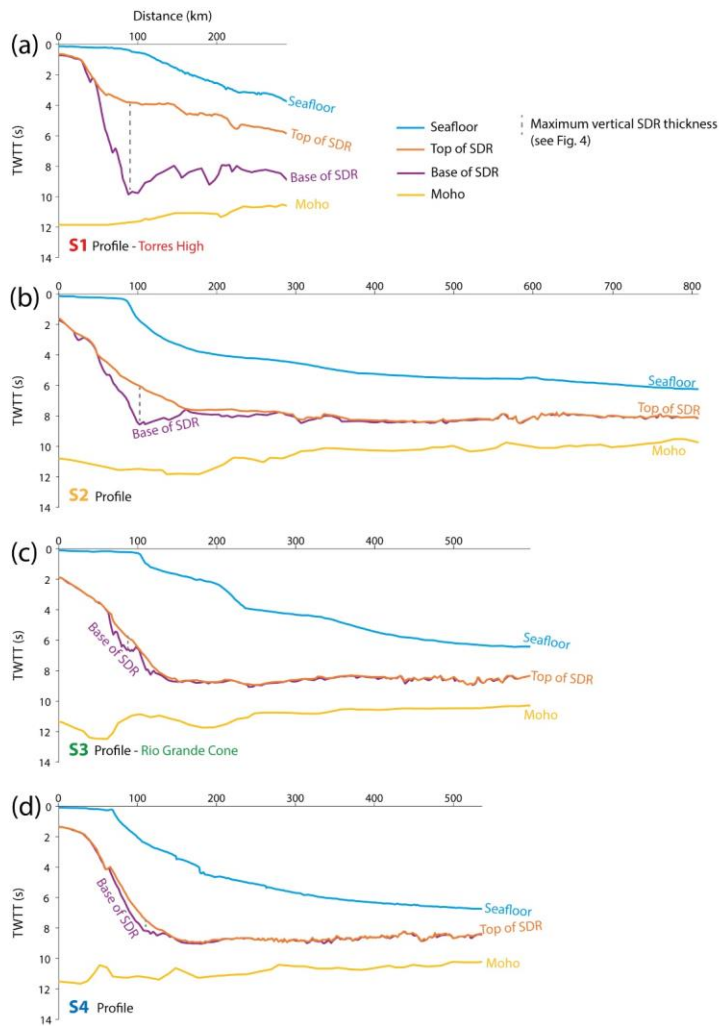 Distance (km)
0 100 200
(a)
0
2
4
6
8
10
12
14
TWTT (s)
Seafloor
Top of SDR
Base of SDR
Moho
S1 Profile - Torres High
Seafloor
Top of SDR
Base of SDR
Moho
Maximum vertical SDR thickness
(see Fig. 4)
(b)
0 100 200 300 400 500 600 700 800
0
2
4
6
8
10
12
14
TWTT (s)
Seafloor
Top of SDR
Base of SDR
Moho
S2 Profile
(c)
0 100 200 300 400 500
0
2
4
6
8
10
12
14
TWTT (s)
Base of SDR
Seafloor
Top of SDR
Moho
S3 Profile - Rio Grande Cone
(d)
0 100 200 300 400 500
0
2
4
6
8
10
12
14
TWTT (s)
Base of SDR
Seafloor
Top of SDR
Moho
S4 Profile